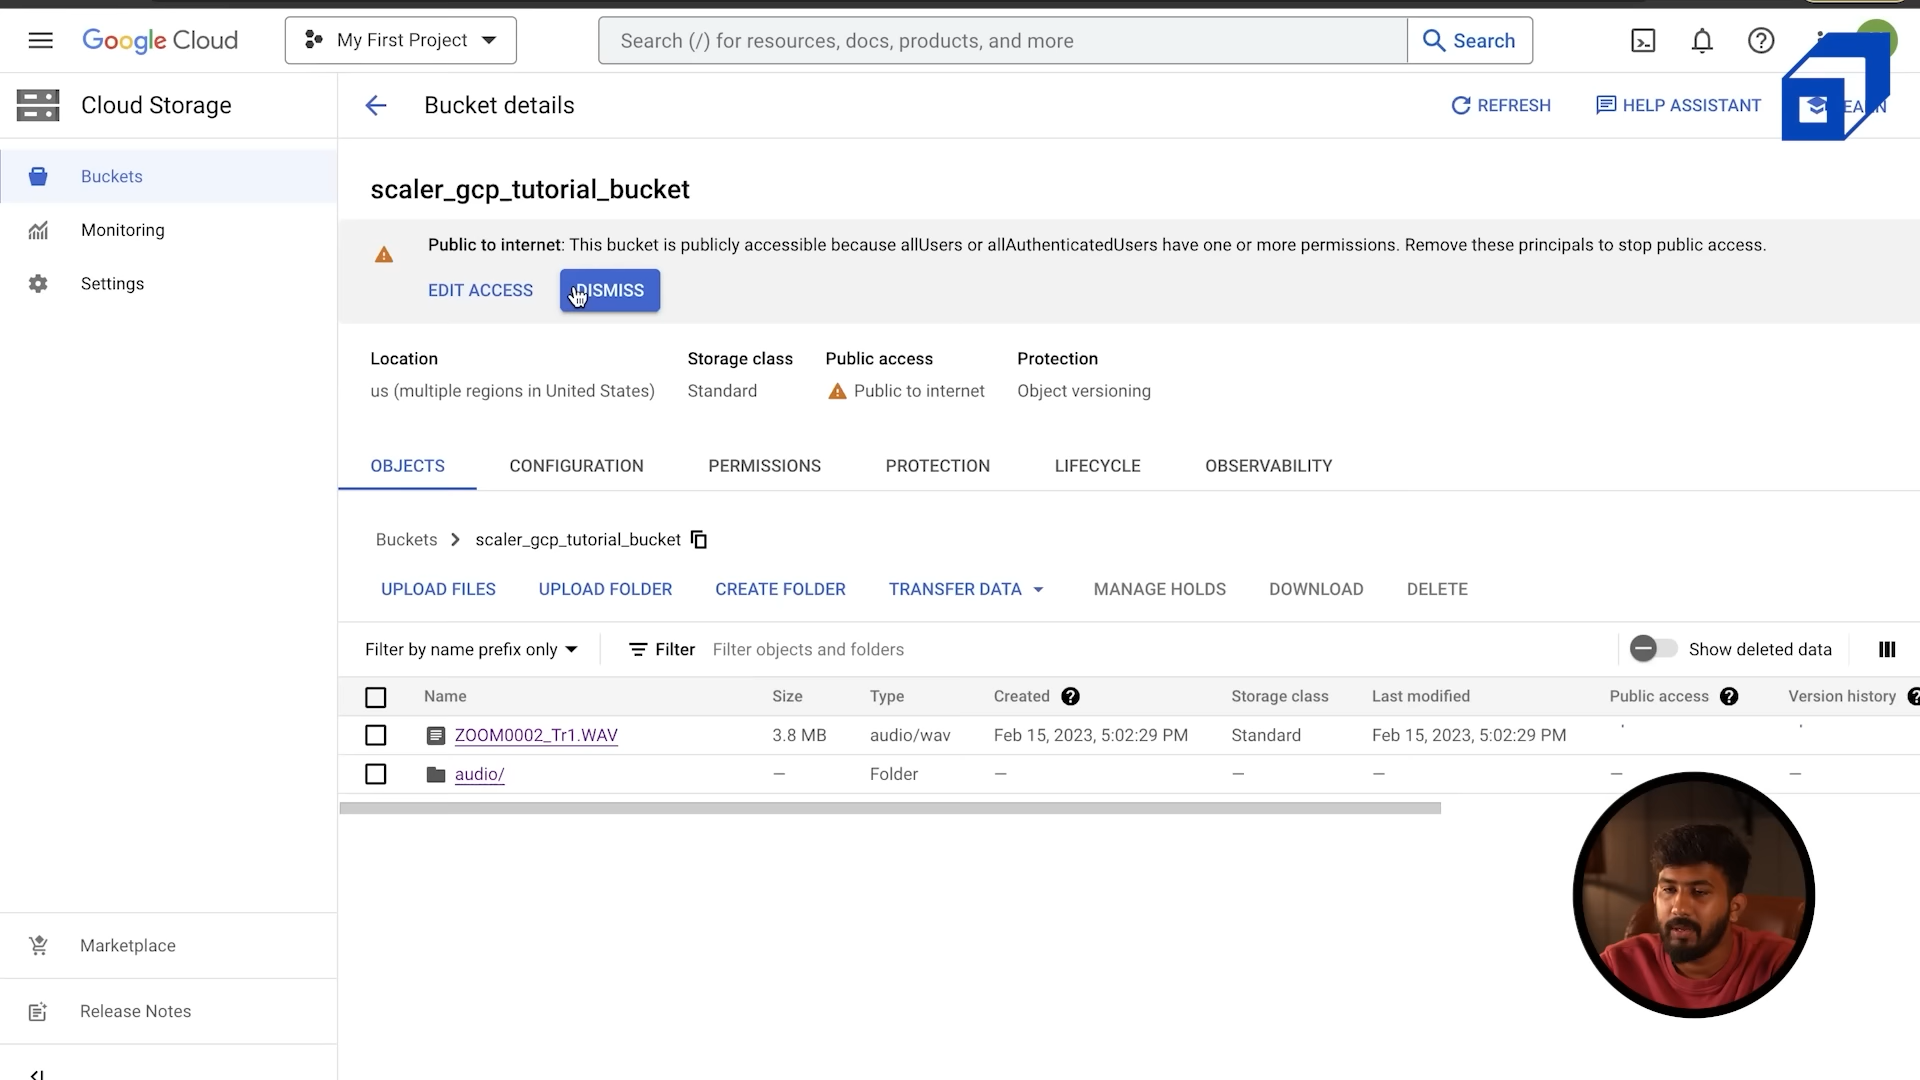 Google Cloud
My First Project
Search (/) for resources, docs, products, and more
Search
Cloud Storage
Bucket details
REFRESH
HELP ASSISTANT
Buckets
Monitoring
Settings
scaler_gcp_tutorial_bucket
Public to internet: This bucket is publicly accessible because allUsers or allAuthenticatedUsers have one or more permissions. Remove these principals to stop public access.
EDIT ACCESS
DISMISS
Location Storage class Public access Protection
us (multiple regions in United States) Standard Public to internet Object versioning
OBJECTS CONFIGURATION PERMISSIONS PROTECTION LIFECYCLE OBSERVABILITY
Buckets > scaler_gcp_tutorial_bucket
UPLOAD FILES UPLOAD FOLDER CREATE FOLDER TRANSFER DATA MANAGE HOLDS DOWNLOAD DELETE
Filter by name prefix only Filter Filter objects and folders Show deleted data
Name Size Type Created Storage class Last modified Public access Version history
ZOOM0002_Tr1.WAV 3.8 MB audio/wav Feb 15, 2023, 5:02:29 PM Standard Feb 15, 2023, 5:02:29 PM
audio/ — Folder — — — — —
Marketplace
Release Notes